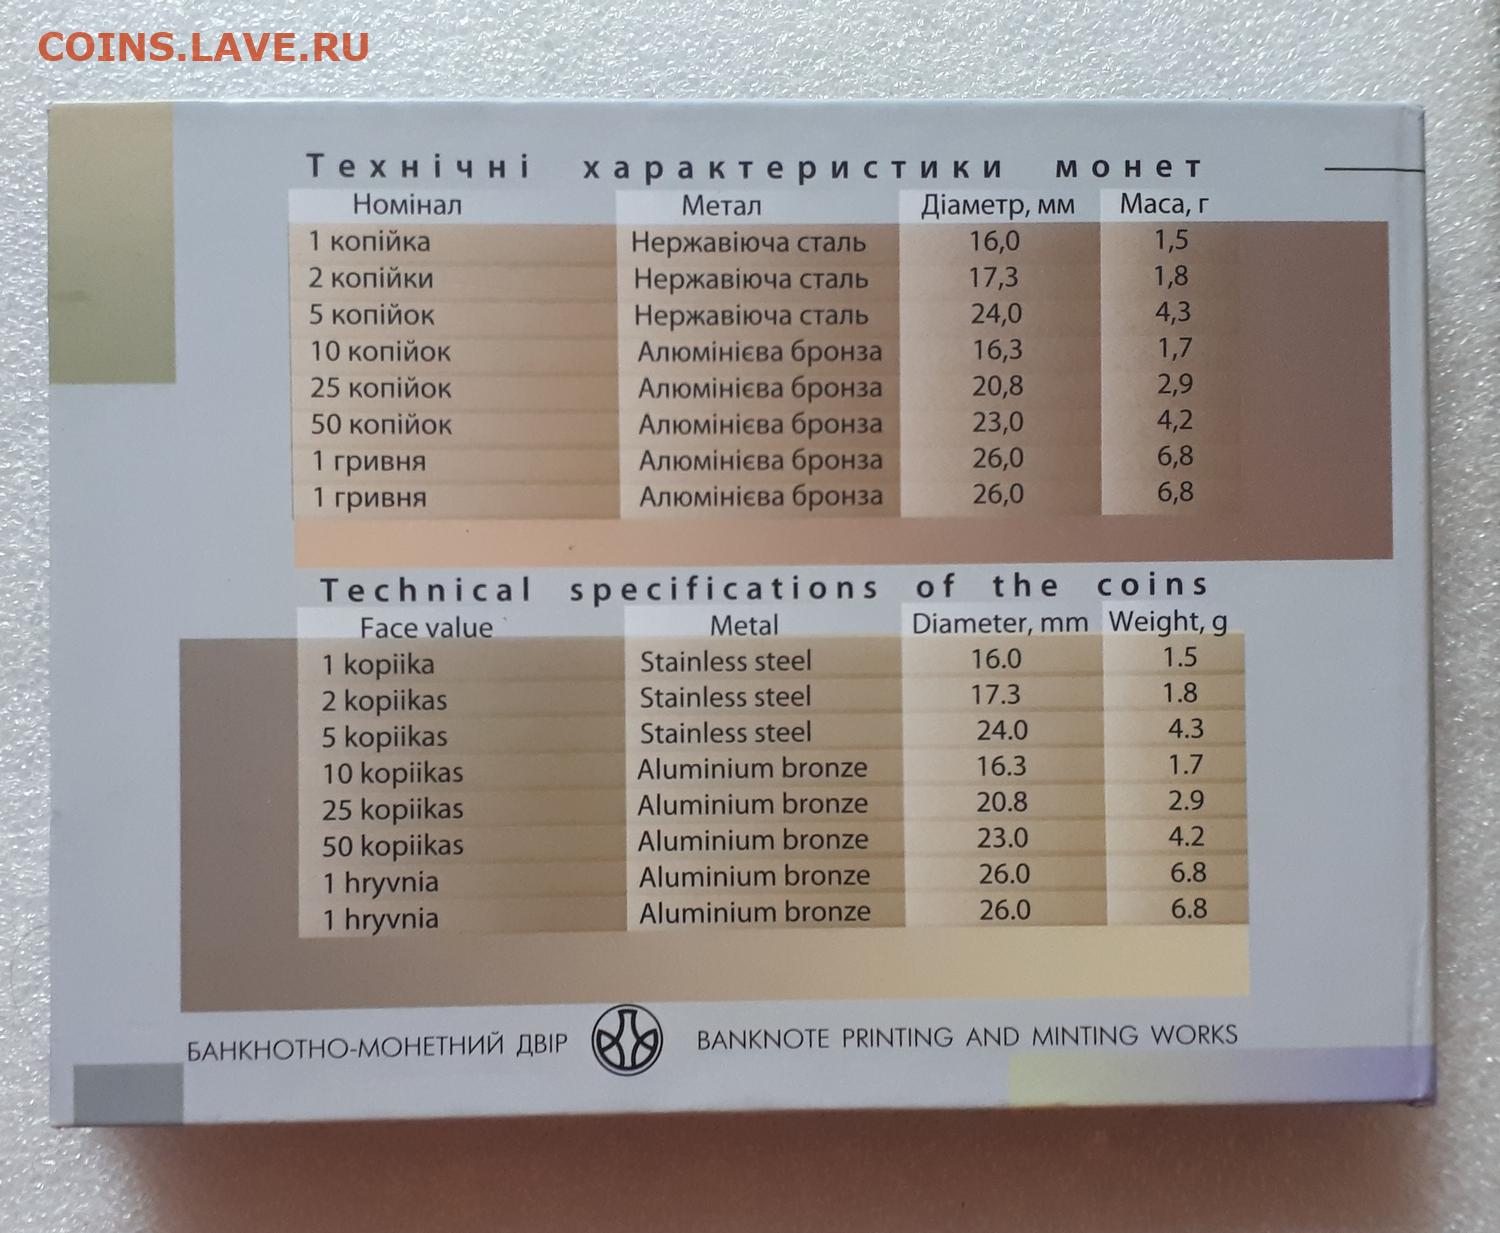 COINS.LAVE.RU
Технічні характеристики монет
Номінал Метал Діаметр, мм Маса, г
1 копійка Нержавіюча сталь 16,0 1,5
2 копійки Нержавіюча сталь 17,3 1,8
5 копійок Нержавіюча сталь 24,0 4,3
10 копійок Алюмінієва бронза 16,3 1,7
25 копійок Алюмінієва бронза 20,8 2,9
50 копійок Алюмінієва бронза 23,0 4,2
1 гривня Алюмінієва бронза 26,0 6,8
1 гривня Алюмінієва бронза 26,0 6,8
Technical specifications of the coins
Face value Metal Diameter, mm Weight, g
1 kopiika Stainless steel 16.0 1.5
2 kopiikas Stainless steel 17.3 1.8
5 kopiikas Stainless steel 24.0 4.3
10 kopiikas Aluminium bronze 16.3 1.7
25 kopiikas Aluminium bronze 20.8 2.9
50 kopiikas Aluminium bronze 23.0 4.2
1 hryvnia Aluminium bronze 26.0 6.8
1 hryvnia Aluminium bronze 26.0 6.8
БАНКНОТНО-МОНЕТНИЙ ДВІР BANKNOTE PRINTING AND MINTING WORKS